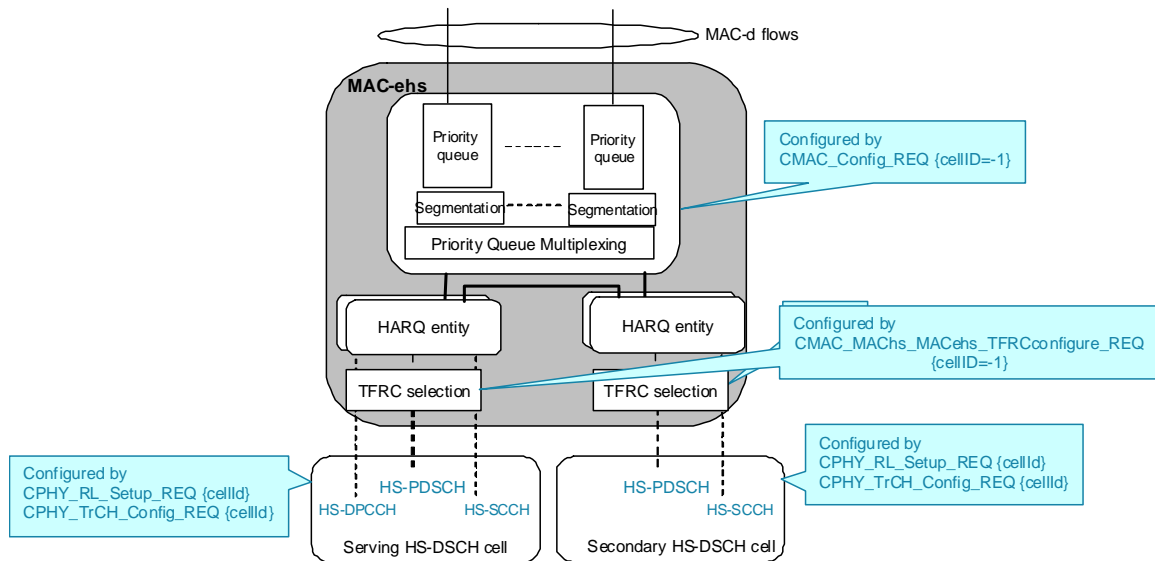 MAC-d flows
MAC-ehs
Priority
queue
Priority
queue
Configured by
CMAC_Config_REQ {cellID=-1}
Segmentation
Segmentation
Priority Queue Multiplexing
HARQ entity
HARQ entity
Configured by
CMAC_MAChs_MACehs_TFRCconfigure_REQ
{cellID=-1}
TFRC selection
TFRC selection
Configured by
CPHY_RL_Setup_REQ {cellId}
CPHY_TrCH_Config_REQ {cellId}
HS-PDSCH
HS-DPCCH
HS-SCCH
Serving HS-DSCH cell
HS-PDSCH
HS-SCCH
Secondary HS-DSCH cell
Configured by
CPHY_RL_Setup_REQ {cellId}
CPHY_TrCH_Config_REQ {cellId}